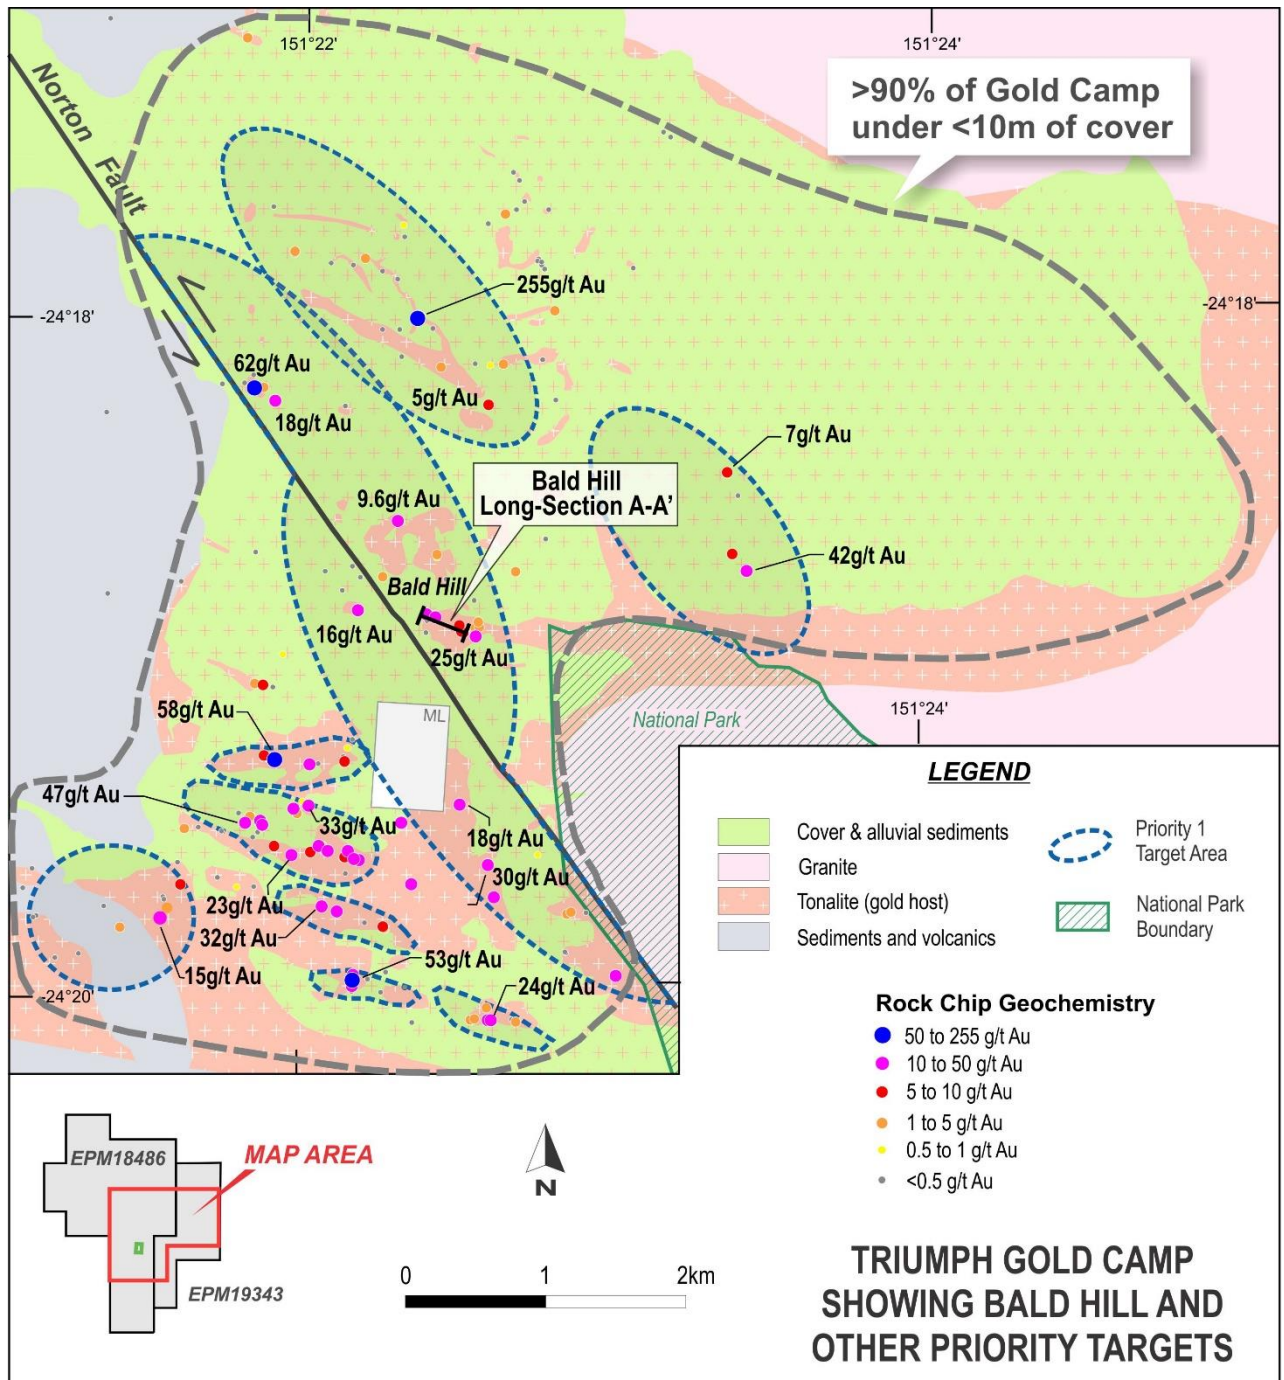 151°22'
151°24'
>90% of Gold Camp
under <10m of cover
Norton
Fault
255g/t Au
-24°18'
-24°18'
62g/t Au
5g/t Au
18g/t Au
7g/t Au
Bald Hill
Long-Section A-A'
9.6g/t Au
42g/t Au
Bald Hill
16g/t Au
25g/t Au
58g/t Au
ML
National Park
151°24'
47g/t Au
33g/t Au
18g/t Au
30g/t Au
23g/t Au
32g/t Au
53g/t Au
15g/t Au
24g/t Au
-24°20'
LEGEND
Cover & alluvial sediments
Granite
Tonalite (gold host)
Sediments and volcanics
Priority 1
Target Area
National Park
Boundary
Rock Chip Geochemistry
50 to 255 g/t Au
10 to 50 g/t Au
5 to 10 g/t Au
1 to 5 g/t Au
0.5 to 1 g/t Au
<0.5 g/t Au
EPM18486
MAP AREA
EPM19343
N
0 1 2km
TRIUMPH GOLD CAMP
SHOWING BALD HILL AND
OTHER PRIORITY TARGETS